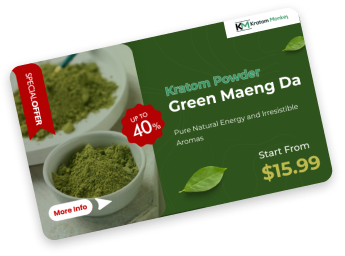 KM Kratom Monkey
SPECIAL OFFER
Kratom Powder
Green Maeng Da
UP TO
40%
Pure Natural Energy and Irresistible
Aromas
Start From
$15.99
More info